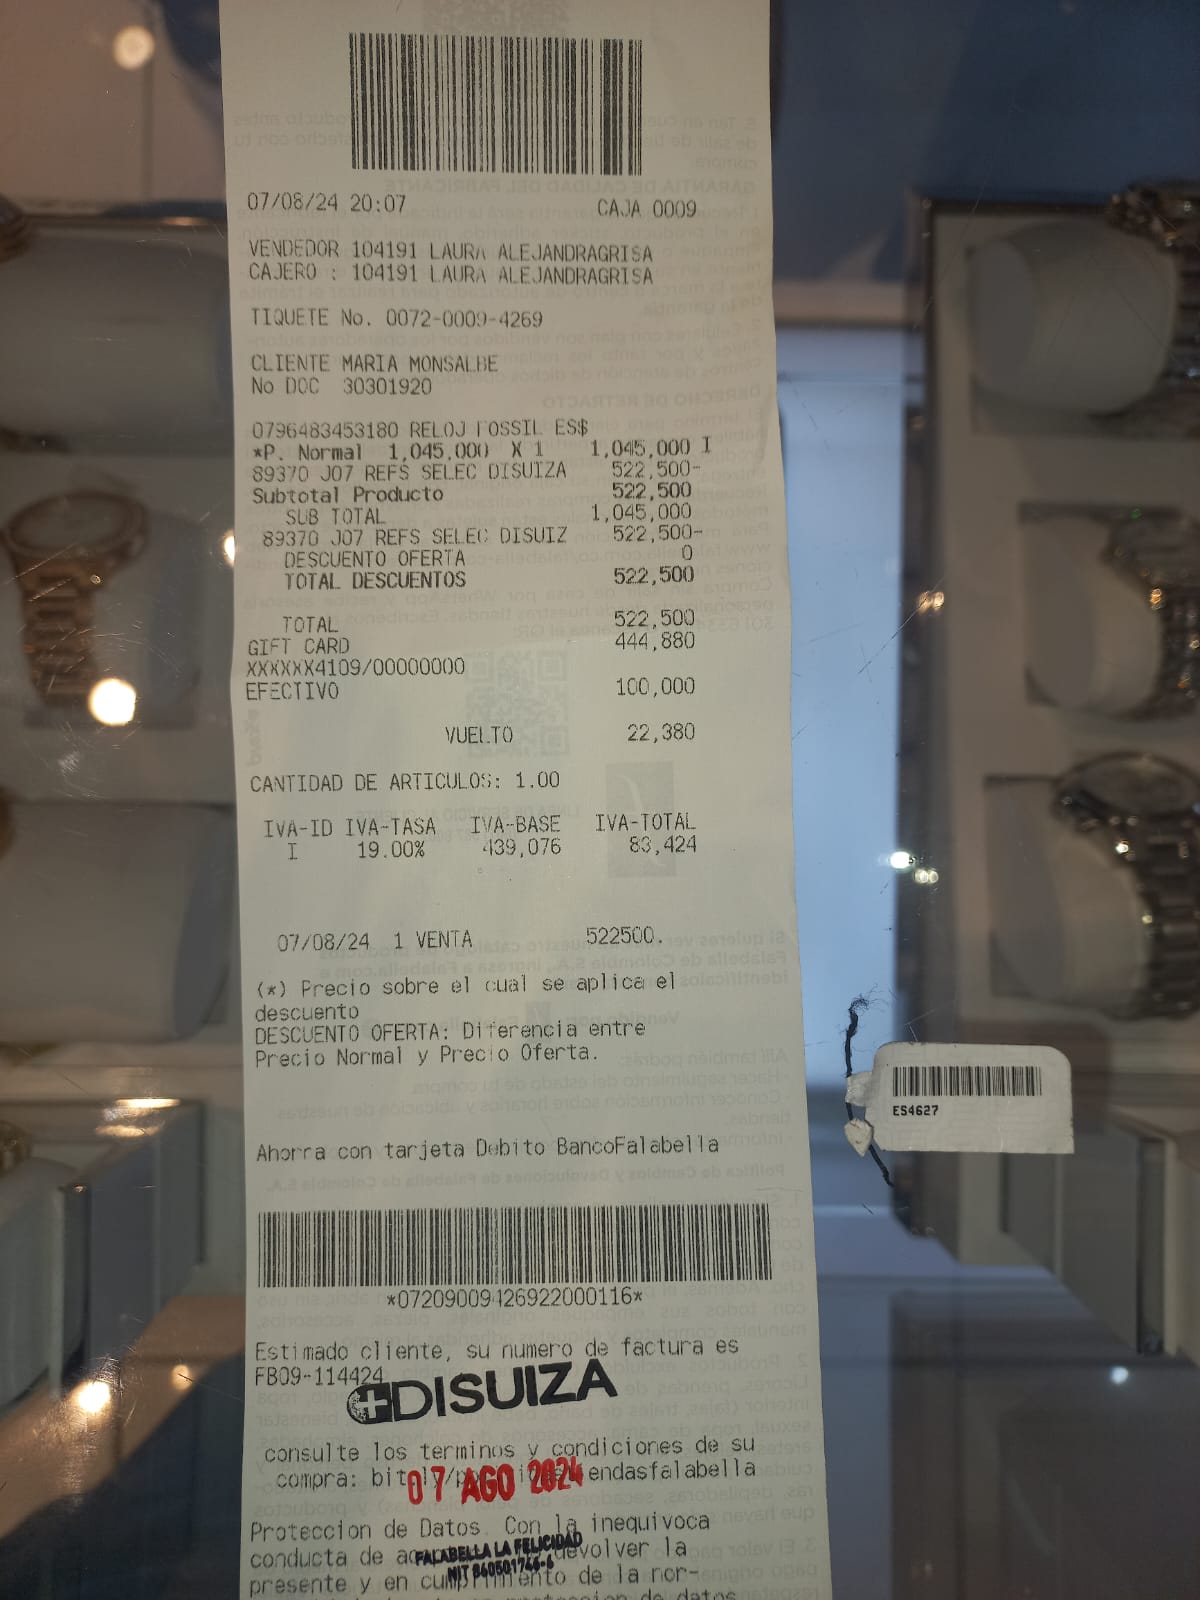 07/08/24 20:07 CAJA 0009
VENDEDOR 104191 LAURA ALEJANDRAGRISA
CAJERO : 104191 LAURA ALEJANDRAGRISA
TIQUETE No. 0072-0009-4269
CLIENTE MARIA MONSALBE
No DOC 30301920
0796483453180 RELOJ FOSSIL ES$
*P. Normal 1,045,000 X 1 1,045,000 I
89370 J07 REFS SELEC DISUIZA 522,500-
Subtotal Producto 522,500
SUB TOTAL 1,045,000
89370 J07 REFS SELEC DISUIZ 522,500-
DESCUENTO OFERTA 0
TOTAL DESCUENTOS 522,500
TOTAL 522,500
GIFT CARD 444,880
XXXXXX4109/00000000
EFECTIVO 100,000
VUELTO 22,380
CANTIDAD DE ARTICULOS: 1.00
IVA-ID IVA-TASA IVA-BASE IVA-TOTAL
I 19.00% 439,076 83,424
07/08/24 1 VENTA 522500.
(*) Precio sobre el cual se aplica el
descuento
DESCUENTO OFERTA: Diferencia entre
Precio Normal y Precio Oferta.
ES4627
Ahorra con tarjeta Debito BancoFalabella
*07209009426922000116*
Estimado cliente, su numero de factura es
FB09-114424
DISUIZA
consulte los terminos y condiciones de su
compra: endasfalabella
07 AGO 2024
Proteccion de Datos. Con la inequivoca
conducta de devolver la
FALABELLA LA FELICIDAD
NIT 860501746-6
presente y en de la nor-